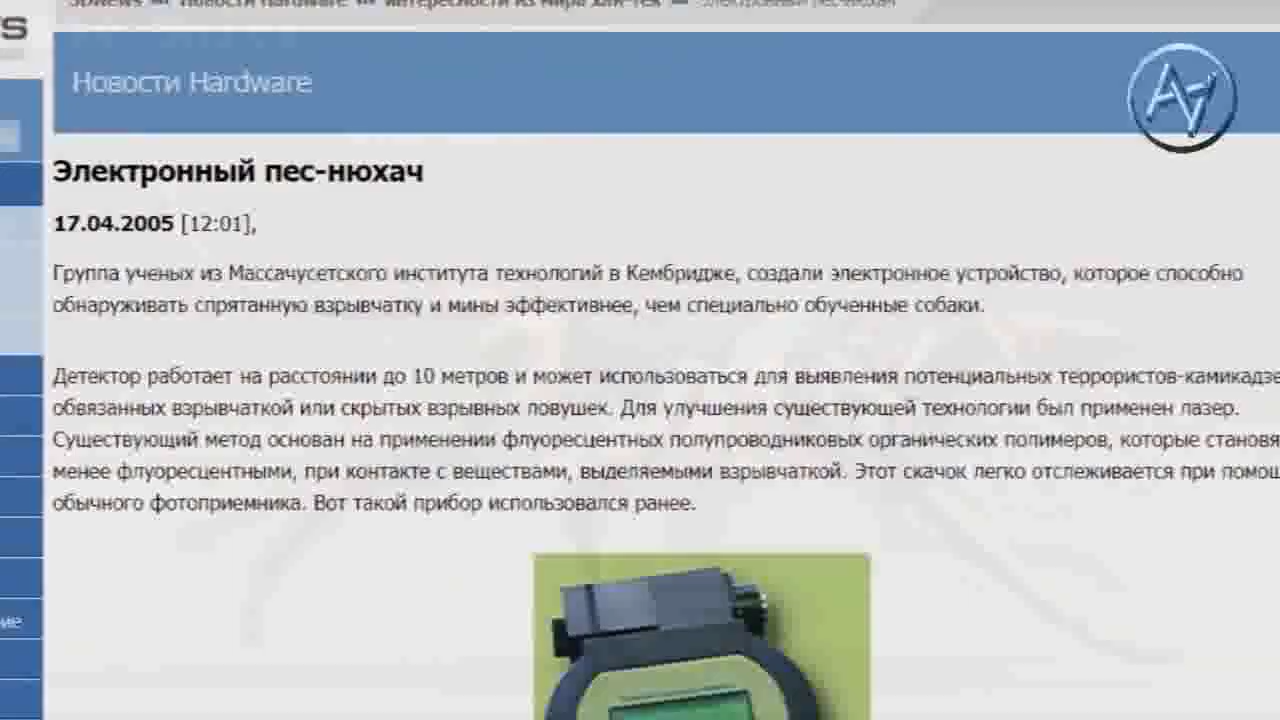 Новости Hardware
Электронный пес-нюхач
17.04.2005 [12:01],
Группа ученых из Массачусетского института технологий в Кембридже, создали электронное устройство, которое способно
обнаруживать спрятанную взрывчатку и мины эффективнее, чем специально обученные собаки.
Детектор работает на расстоянии до 10 метров и может использоваться для выявления потенциальных террористов-камикадзе
обвязанных взрывчаткой или скрытых взрывных ловушек. Для улучшения существующей технологии был применен лазер.
Существующий метод основан на применении флуоресцентных полупроводниковых органических полимеров, которые становя
менее флуоресцентными, при контакте с веществами, выделяемыми взрывчаткой. Этот скачок легко отслеживается при помощ
обычного фотоприемника. Вот такой прибор использовался ранее.